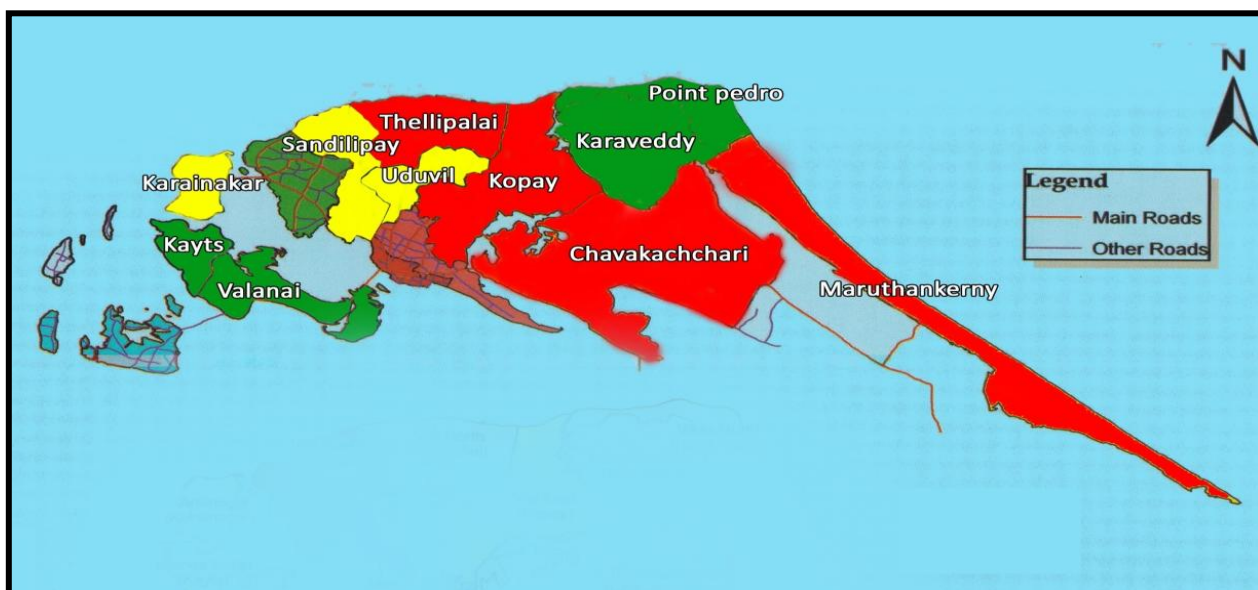 N
Point pedro
Thellipalai
Karaveddy
Sandilipay
Uduvil
Kopay
Karainakar
Legend
Main Roads
Other Roads
Kayts
Chavakachchari
Valanai
Maruthankerny